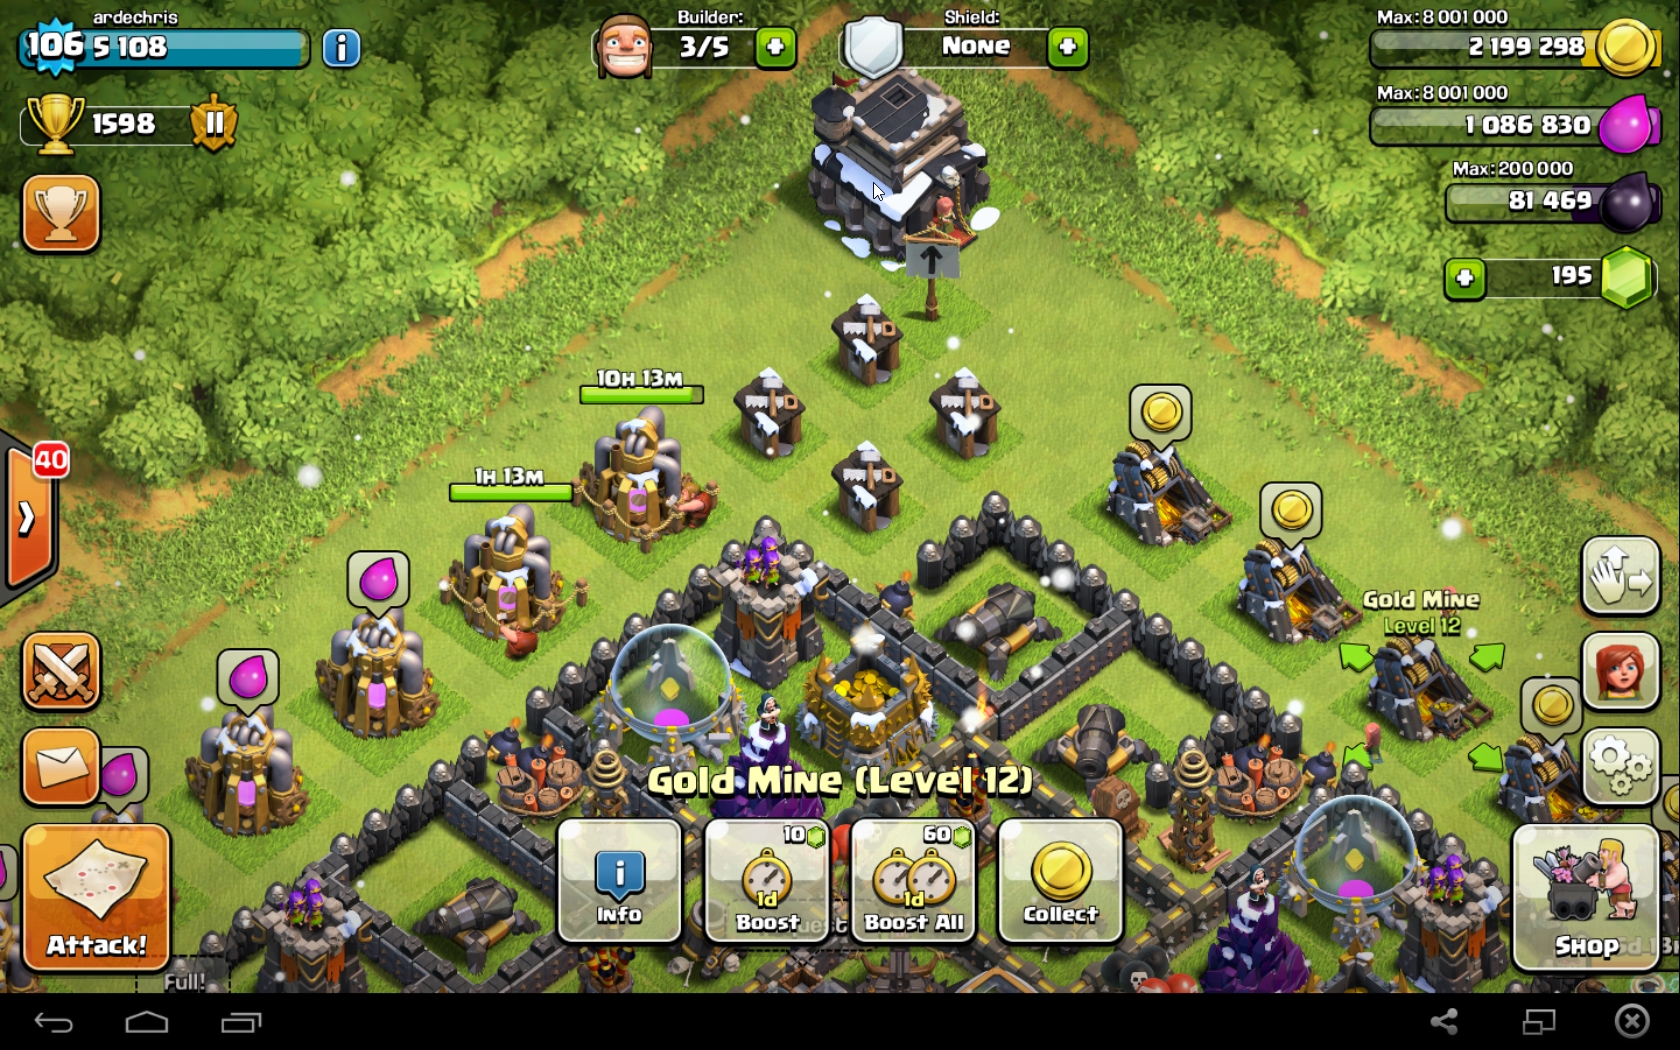 ardechris
106 5 108
i
Builder:
3/5
Shield:
None
Max: 8 001 000
2 199 298
Max: 8 001 000
1 086 830
Max: 200 000
81 469
195
1598
II
10H 13M
1H 13M
40
Gold Mine
Level 12
Gold Mine (Level 12)
i
Info
10
1d
Boost
60
1d
Boost All
Collect
Attack!
Shop
Full!